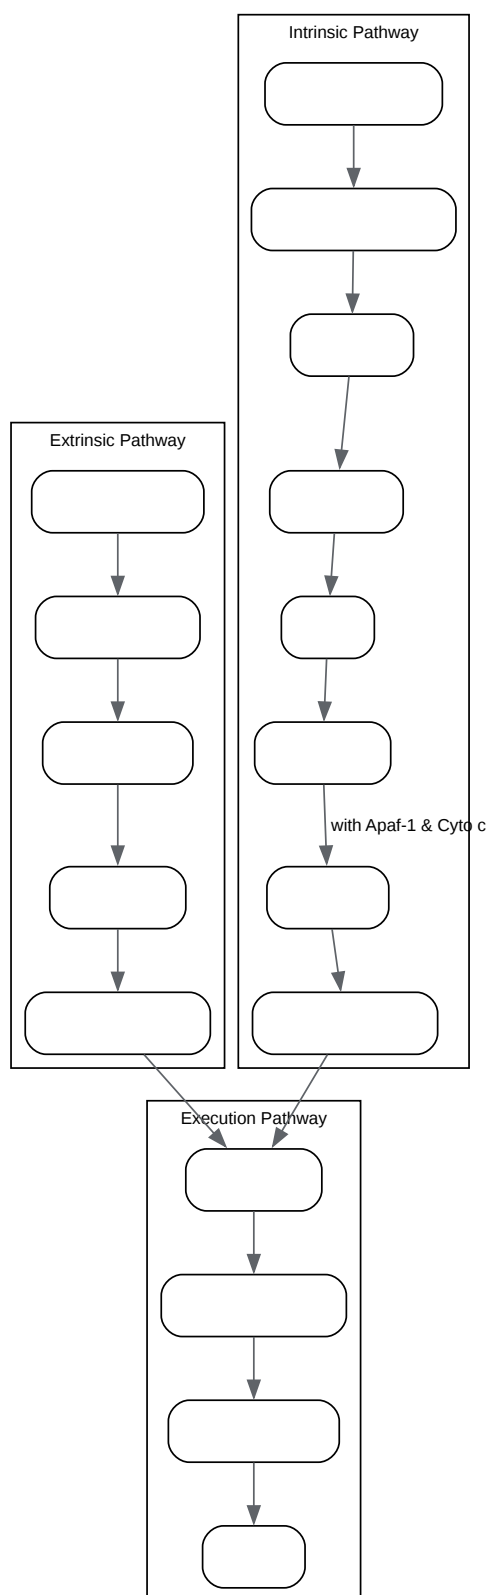 Intrinsic Pathway
Extrinsic Pathway
with Apaf-1 & Cyto c
Execution Pathway